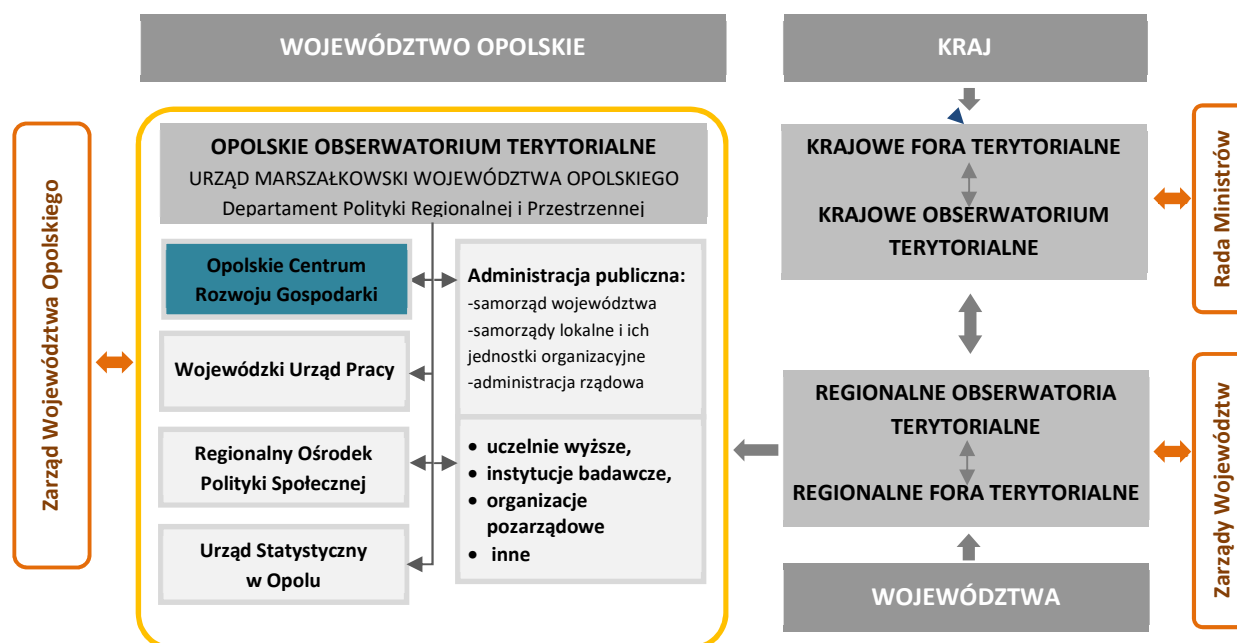 WOJEWÓDZTWO OPOLSKIE
KRAJ
Zarząd Województwa Opolskiego
OPOLSKIE OBSERWATORIUM TERYTORIALNE
URZĄD MARSZAŁKOWSKI WOJEWÓDZTWA OPOLSKIEGO
Departament Polityki Regionalnej i Przestrzennej
Opolskie Centrum
Rozwoju Gospodarki
Wojewódzki Urząd Pracy
Regionalny Ośrodek
Polityki Społecznej
Urząd Statystyczny
w Opolu
Administracja publiczna:
-samorząd województwa
-samorządy lokalne i ich
jednostki organizacyjne
-administracja rządowa
• uczelnie wyższe,
• instytucje badawcze,
• organizacje
pozarządowe
• inne
KRAJOWE FORA TERYTORIALNE
KRAJOWE OBSERWATORIUM
TERYTORIALNE
Rada Ministrów
REGIONALNE OBSERWATORIA
TERYTORIALNE
REGIONALNE FORA TERYTORIALNE
Zarządy Województw
WOJEWÓDZTWA